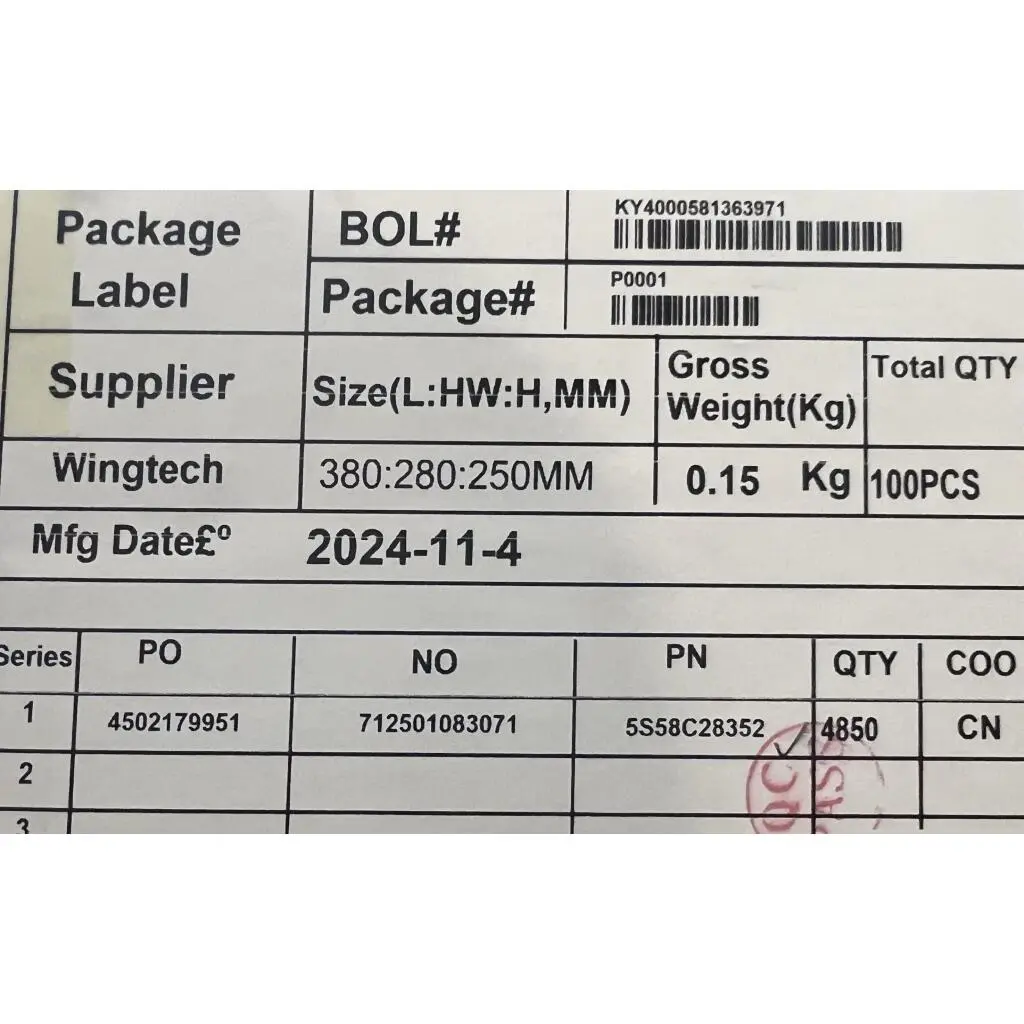 Package Label
BOL#
KY4000581363971
Package#
P0001
Supplier
Size(L:HW:H,MM)
Gross Weight(Kg)
Total QTY
Wingtech
380:280:250MM
0.15 Kg
100PCS
Mfg Date£º 2024-11-4
Series PO NO PN QTY COO
1 4502179951 712501083071 5S58C28352 4850 CN
2
3
QC